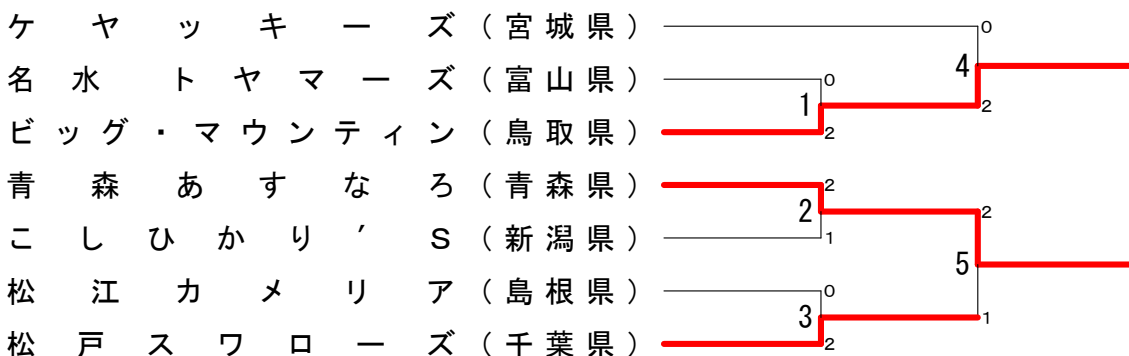 ケヤッキーズ(宮城県) 0
4
名水トヤマーズ(富山県) 0
1 2
ビッグ・マウンティン(鳥取県) 2
青森あすなろ(青森県) 2
2 2
こしひかり’S(新潟県) 1
5
松江カメリア(島根県) 0
3 1
松戸スワローズ(千葉県) 2